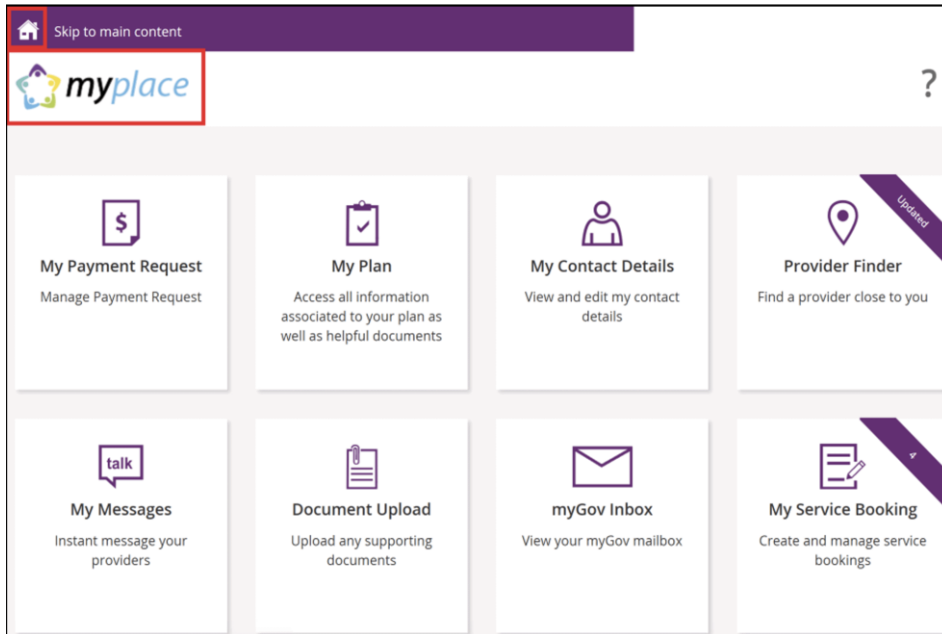 Skip to main content
myplace
?
$
My Payment Request
Manage Payment Request
My Plan
Access all information
associated to your plan as
well as helpful documents
My Contact Details
View and edit my contact
details
Updated
Provider Finder
Find a provider close to you
talk
My Messages
Instant message your
providers
Document Upload
Upload any supporting
documents
myGov Inbox
View your myGov mailbox
4
My Service Booking
Create and manage service
bookings